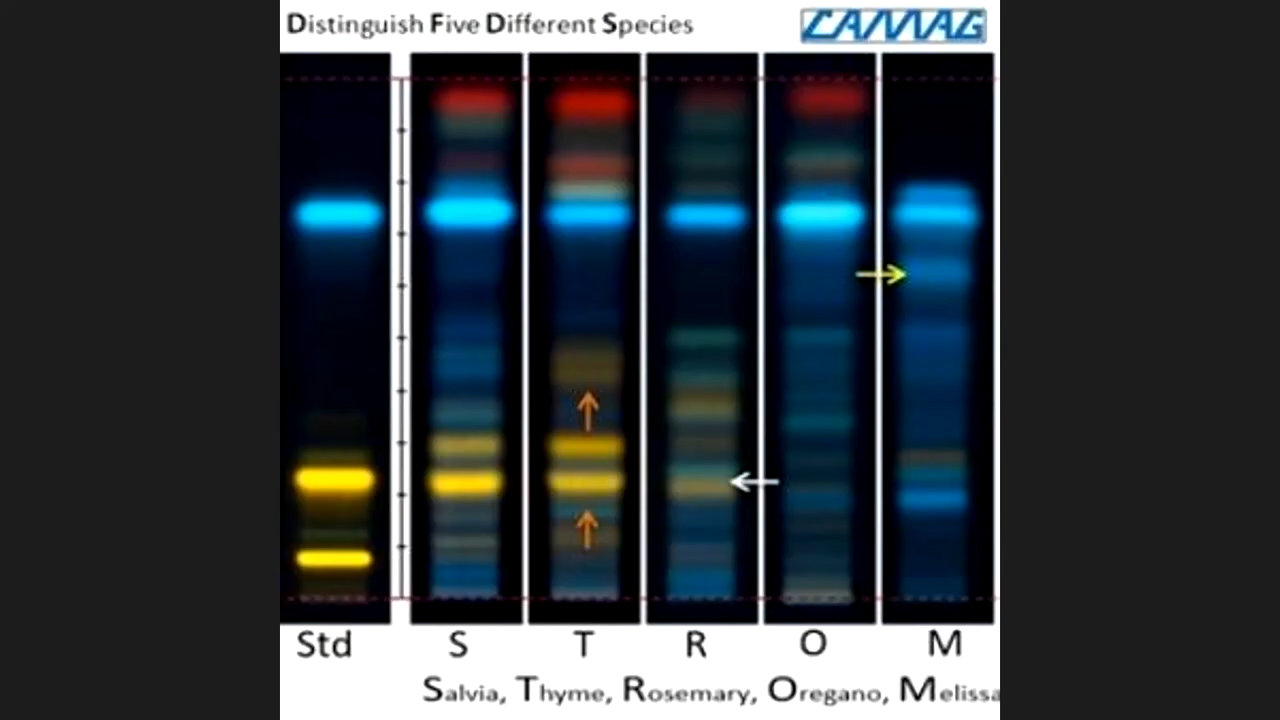 Distinguish Five Different Species
CAMAG
Std S T R O M
Salvia, Thyme, Rosemary, Oregano, Melissa